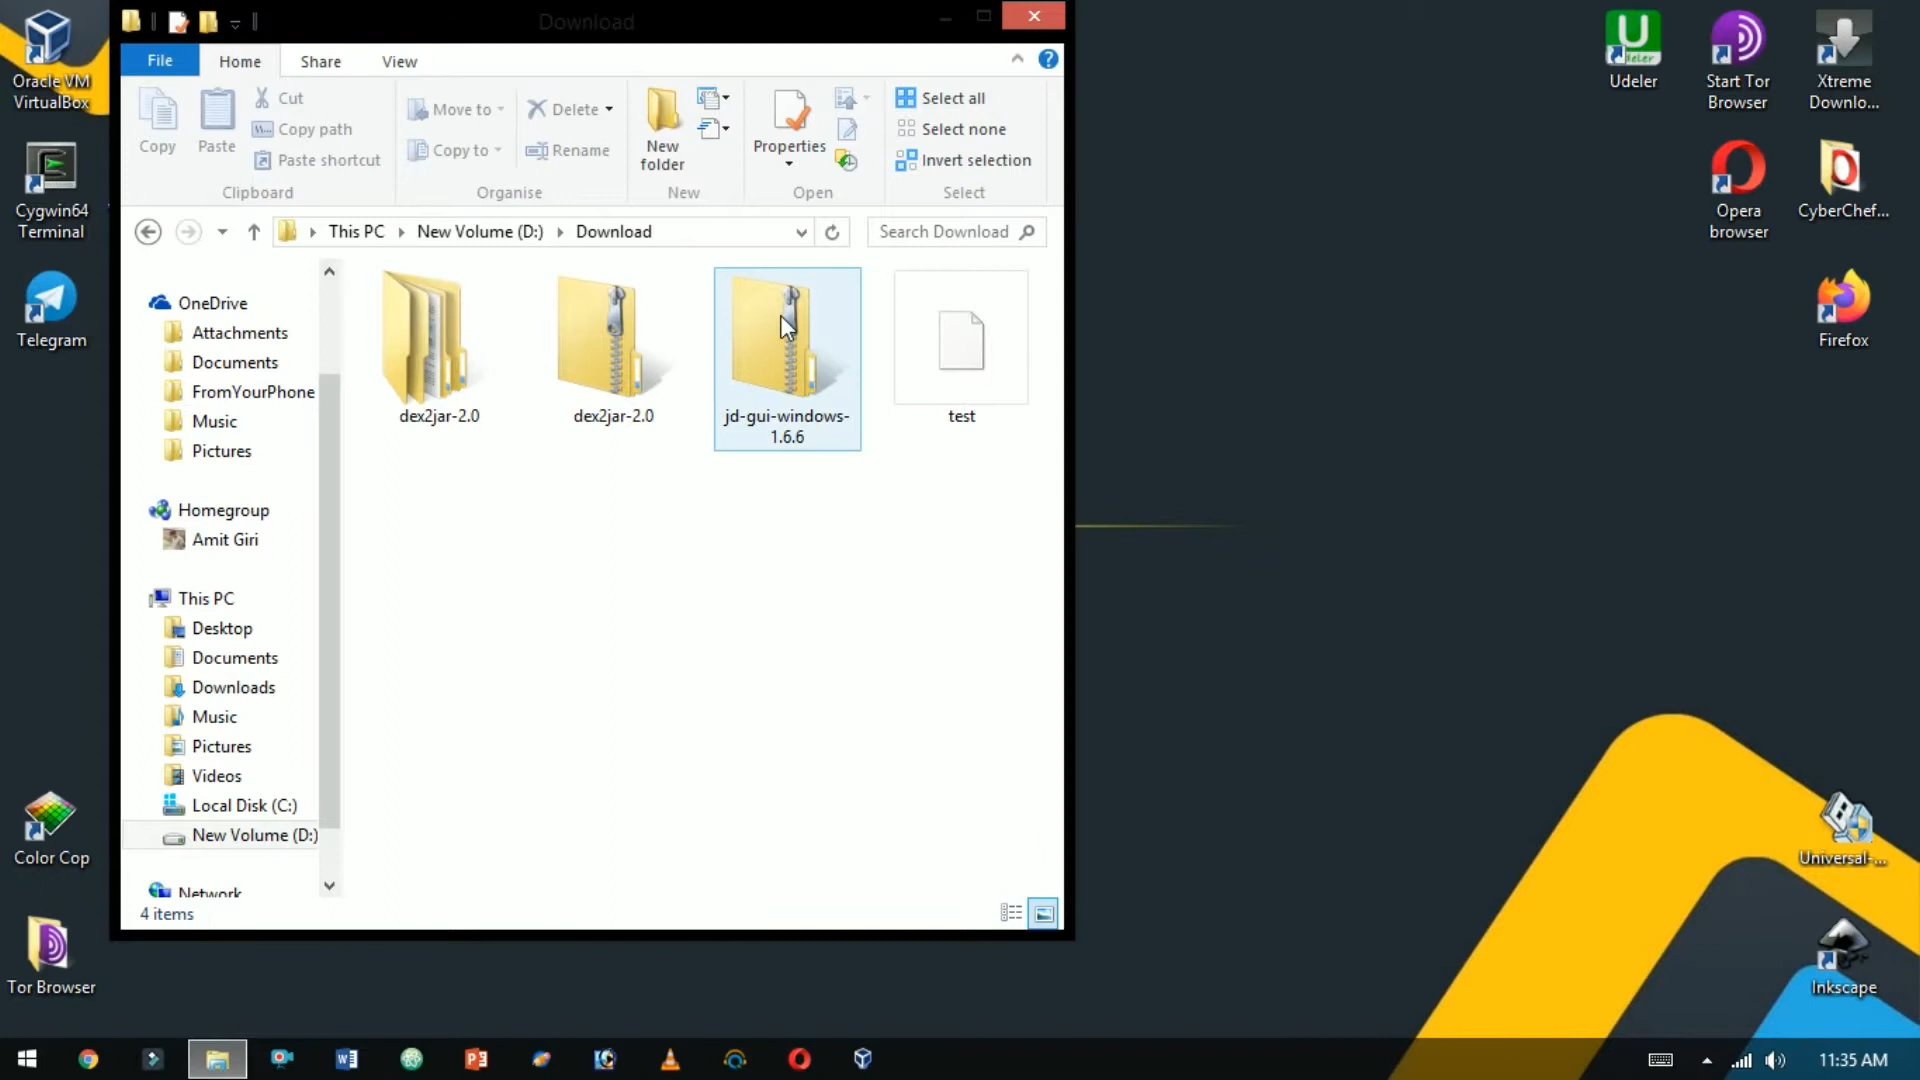 Download
File
Home
Share
View
Copy
Paste
Cut
Copy path
Paste shortcut
Clipboard
Move to
Copy to
Delete
Rename
Organise
New
folder
New
Properties
Open
Select all
Select none
Invert selection
Select
This PC
New Volume (D:)
Download
Search Download
OneDrive
Attachments
Documents
FromYourPhone
Music
Pictures
Homegroup
Amit Giri
This PC
Desktop
Documents
Downloads
Music
Pictures
Videos
Local Disk (C:)
New Volume (D:)
Network
dex2jar-2.0
dex2jar-2.0
jd-gui-windows-
1.6.6
test
4 items
Oracle VM
VirtualBox
Cygwin64
Terminal
Telegram
Color Cop
Tor Browser
U
deler
Udeler
Start Tor
Browser
Xtreme
Downlo...
Opera
browser
CyberChef...
Firefox
Universal-...
Inkscape
11:35 AM